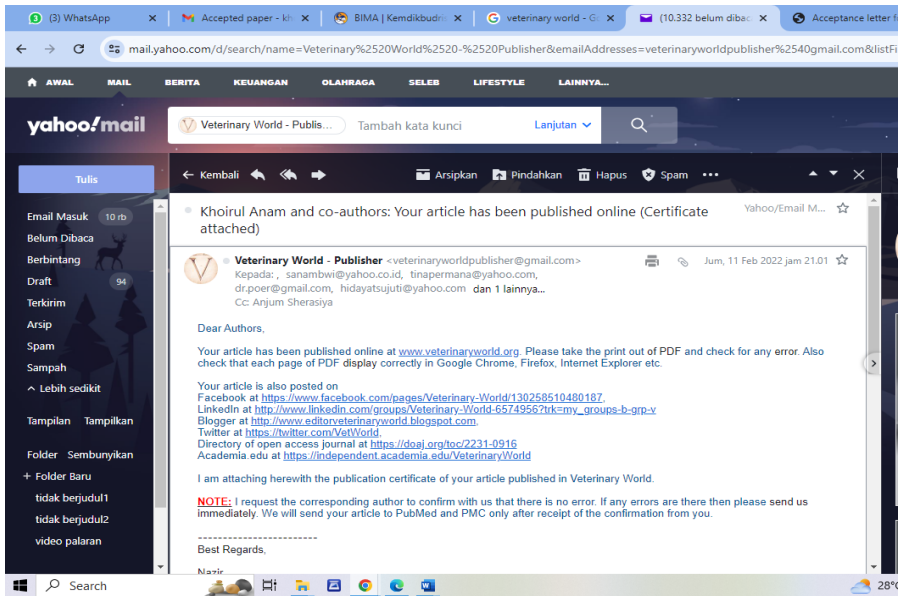 (3) WhatsApp
Accepted paper - kh
BIMA | Kemdikbudri
veterinary world - G
(10.332 belum dibac
Acceptance letter f
mail.yahoo.com/d/search/name=Veterinary%2520World%2520-%2520Publisher&emailAddresses=veterinaryworldpublisher%2540gmail.com&listFi
AWAL MAIL BERITA KEUANGAN OLAHRAGA SELEB LIFESTYLE LAINNYA...
yahoo!mail
Veterinary World - Publis... Tambah kata kunci Lanjutan
Tulis
Email Masuk 10 rb
Belum Dibaca
Berbintang
Draft 94
Terkirim
Arsip
Spam
Sampah
Lebih sedikit
Tampilan Tampilkan
Folder Sembunyikan
+ Folder Baru
tidak berjudul1
tidak berjudul2
video palaran
Kembali Arsipkan Pindahkan Hapus Spam
Khoirul Anam and co-authors: Your article has been published online (Certificate
attached)
Yahoo/Email M...
Veterinary World - Publisher <veterinaryworldpublisher@gmail.com>
Jum, 11 Feb 2022 jam 21.01
Kepada: , sanambwi@yahoo.co.id, tinapermana@yahoo.com,
dr.poer@gmail.com, hidayatsujuti@yahoo.com dan 1 lainnya...
Cc: Anjum Sherasiya
Dear Authors,
Your article has been published online at www.veterinaryworld.org. Please take the print out of PDF and check for any error. Also
check that each page of PDF display correctly in Google Chrome, Firefox, Internet Explorer etc.
Your article is also posted on
Facebook at https://www.facebook.com/pages/Veterinary-World/130258510480187,
LinkedIn at http://www.linkedin.com/groups/Veterinary-World-6574956?trk=my_groups-b-grp-v
Blogger at http://www.editorveterinaryworld.blogspot.com,
Twitter at https://twitter.com/VetWorld,
Directory of open access journal at https://doaj.org/toc/2231-0916
Academia.edu at https://independent.academia.edu/VeterinaryWorld
I am attaching herewith the publication certificate of your article published in Veterinary World.
NOTE: I request the corresponding author to confirm with us that there is no error. If any errors are there then please send us
immediately. We will send your article to PubMed and PMC only after receipt of the confirmation from you.
------------------------
Best Regards,
Nazir
Search
28°C